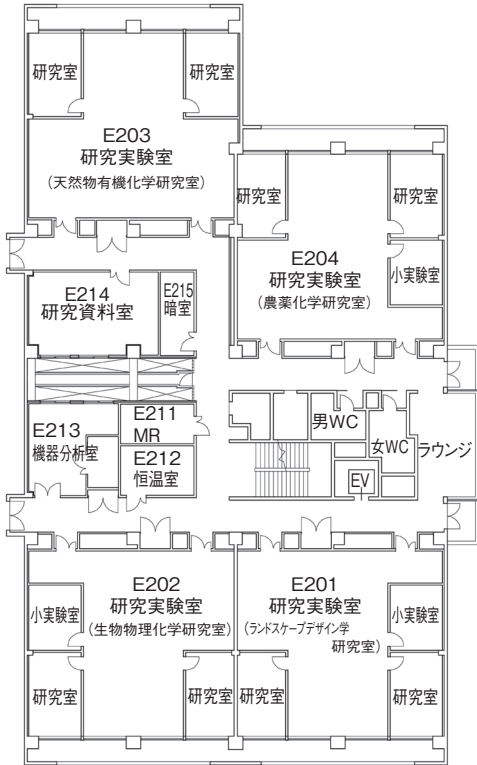 研究室
研究室
E203
研究実験室
(天然物有機化学研究室)
研究室
研究室
E204
研究実験室
(農薬化学研究室)
小実験室
E214
研究資料室
E215
暗室
E213
機器分析室
E211
MR
E212
恒温室
男WC
女WC
ラウンジ
EV
E202
研究実験室
(生物物理化学研究室)
小実験室
研究室
研究室
E201
研究実験室
(ランドスケープデザイン学
研究室)
小実験室
研究室
研究室